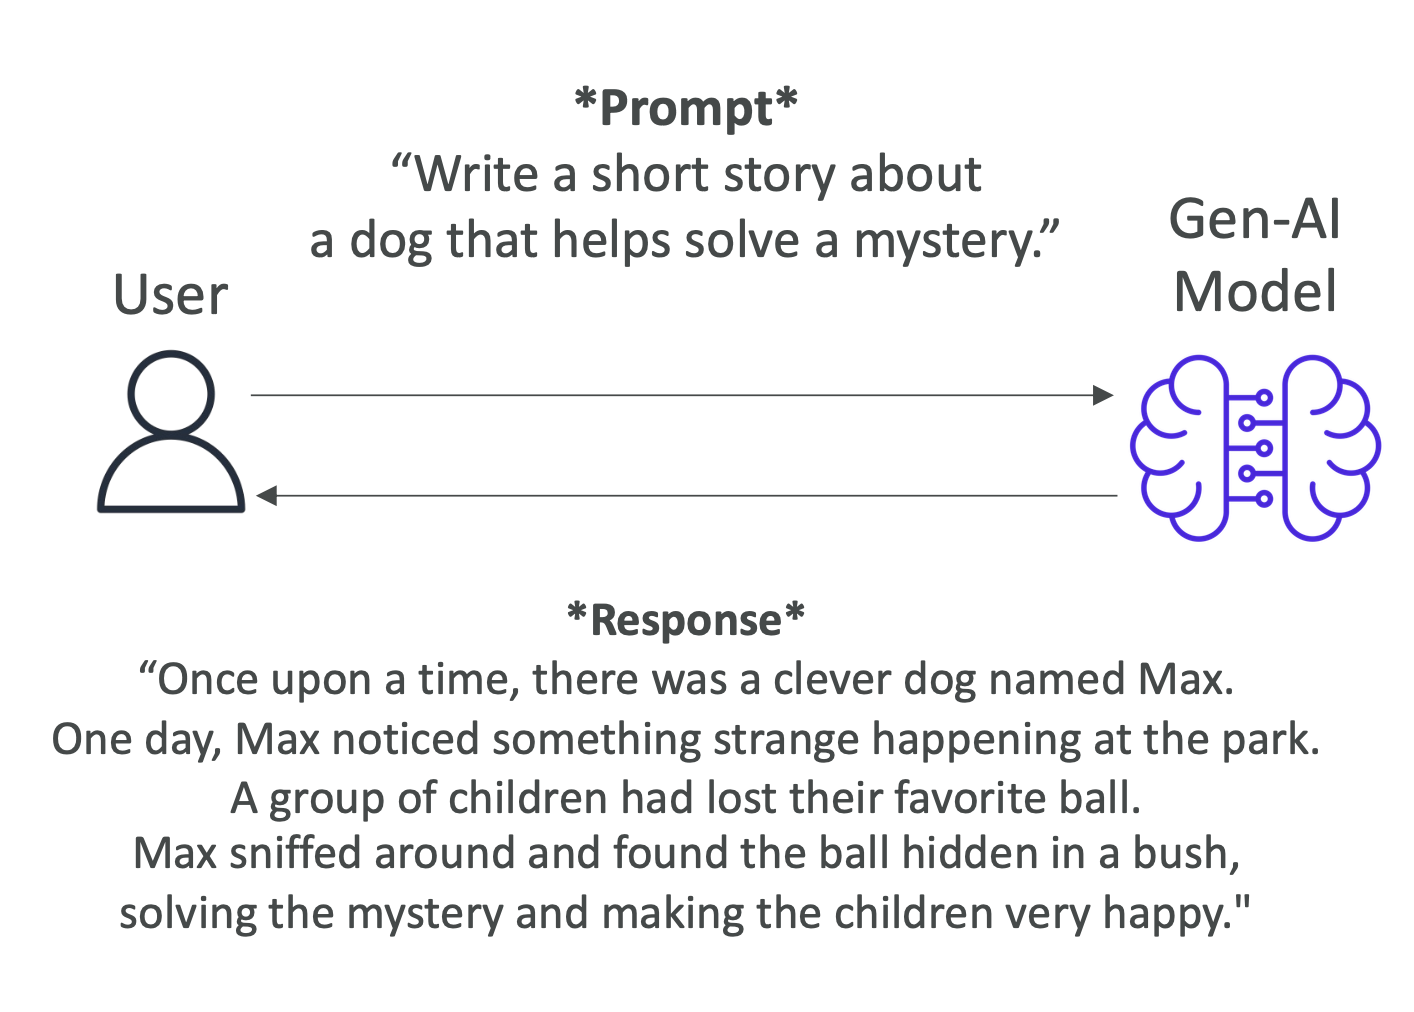 *Prompt*
“Write a short story about
a dog that helps solve a mystery.”
Gen-AI
Model
User
*Response*
“Once upon a time, there was a clever dog named Max.
One day, Max noticed something strange happening at the park.
A group of children had lost their favorite ball.
Max sniffed around and found the ball hidden in a bush,
solving the mystery and making the children very happy."